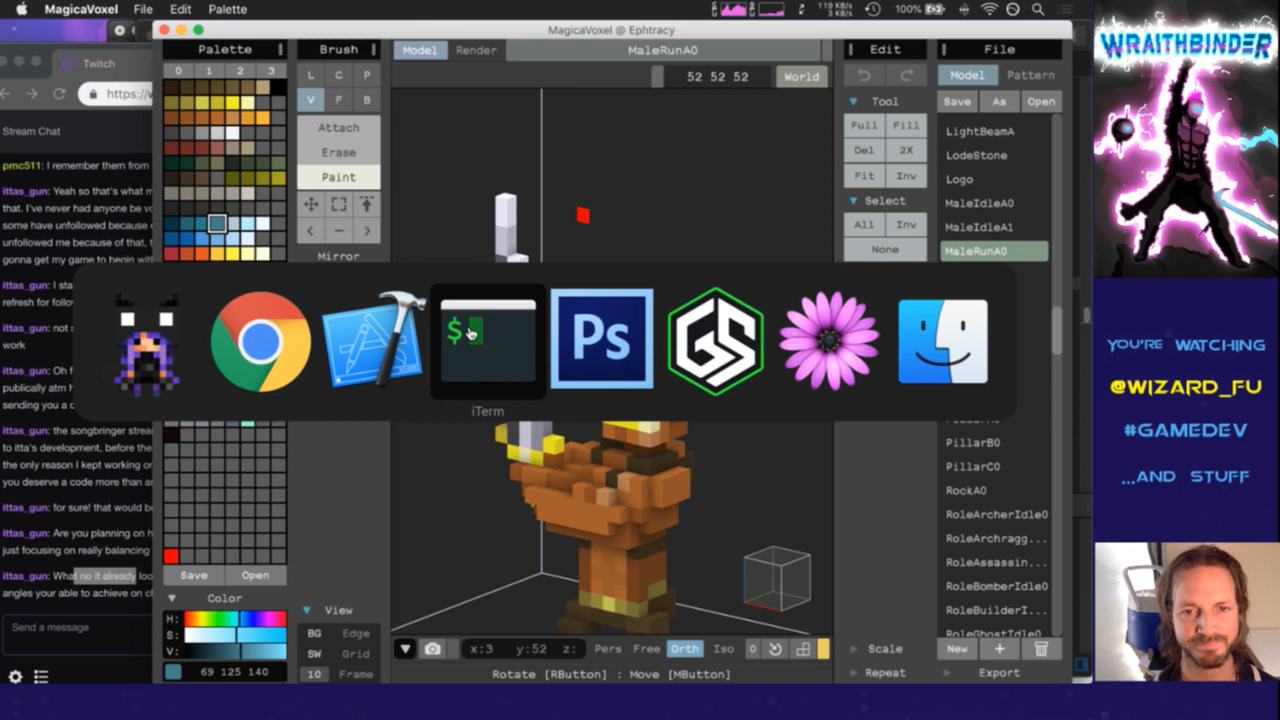 MagicaVoxel File Edit Palette
119 KB/s
3 KB/s
100%
MagicaVoxel @ Ephtracy
Twitch
https://
Stream Chat
pmc511: I remember them from
ittas_gun: Yeah so that's what m
that. I've never had anyone be
some have unfollowed because
unfollowed me because of that,
gonna get my game to begin
ittas_gun: I
refresh for
ittas_gun: not
work
ittas_gun: Oh
publically atm
sending you a
ittas_gun: the songbringer
to itta's development, before the
the only reason I kept working
you deserve a code more than
ittas_gun: for sure! that would
ittas_gun: Are you planning on
just focusing on really balancing
ittas_gun: What no it already
angles your able to achieve on
Send a message
Palette
0 1 2 3
Save Open
Color
H:
S:
V:
69 125 140
Brush
L C P
V F B
Attach
Erase
Paint
Mirror
View
BG Edge
SW Grid
10 Frame
Model Render MaleRunA0
52 52 52 World
$
Ps
GS
iTerm
x:3 y:52 z: Pers Free Orth Iso 0
Rotate [RButton] : Move [MButton]
Edit
Tool
Full Fill
Del 2X
Fit Inv
Select
All Inv
None
Scale
Repeat
File
Model Pattern
Save As Open
LightBeamA
LodeStone
Logo
MaleIdleA0
MaleIdleA1
MaleRunA0
PillarB0
PillarC0
RockA0
RoleArcherIdle0
RoleArchragg...
RoleAssassin...
RoleBomberIdle0
RoleBuilderI...
RoleGhostIdle0
New +
Export
WRAITHBINDER
YOU'RE WATCHING
@WIZARD_FU
#GAMEDEV
...AND STUFF